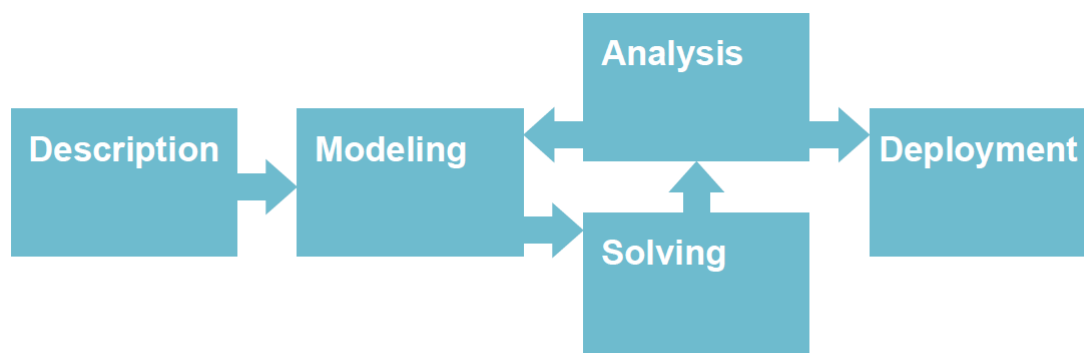 Description
Modeling
Analysis
Solving
Deployment